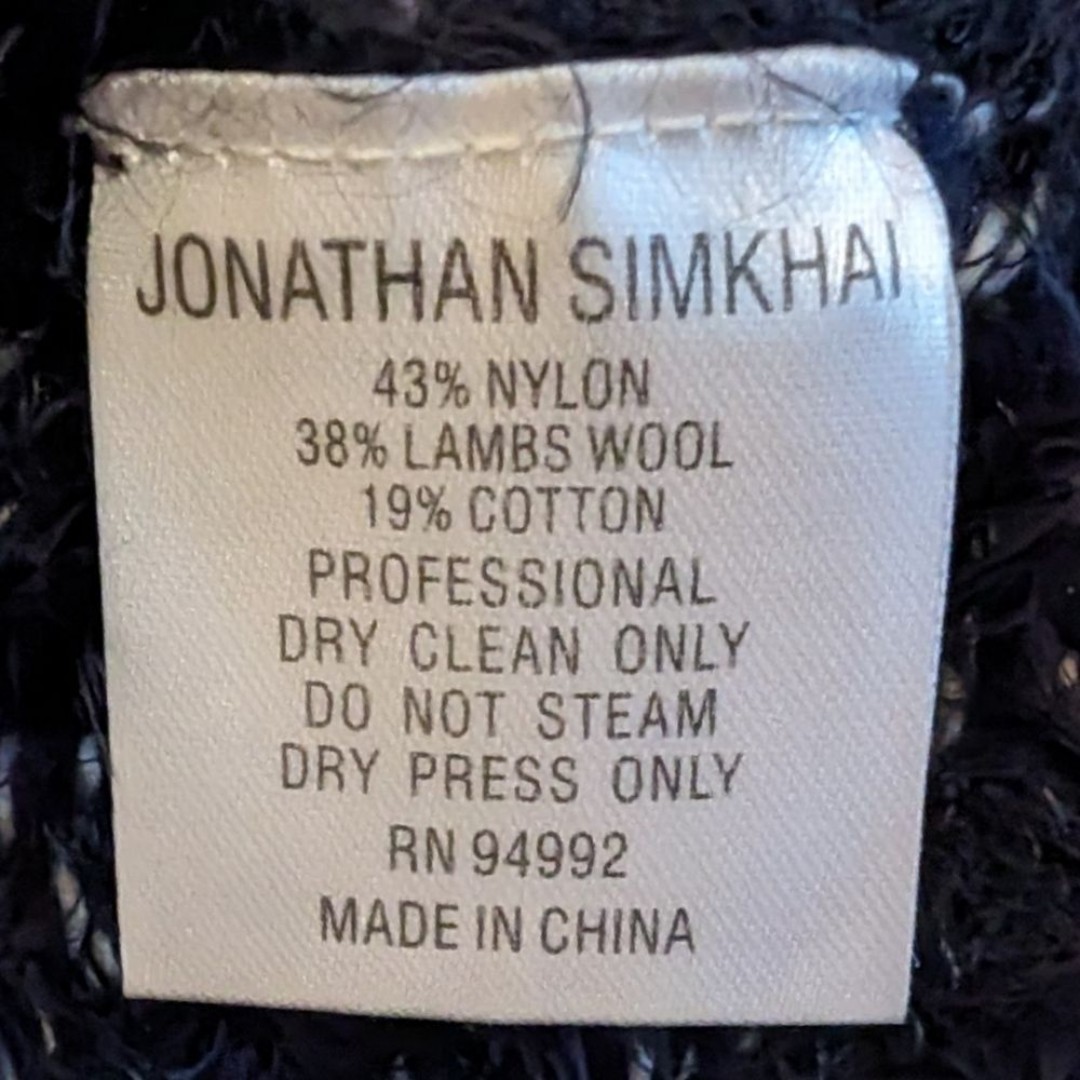 JONATHAN SIMKHAI
43% NYLON
38% LAMBS WOOL
19% COTTON
PROFESSIONAL
DRY CLEAN ONLY
DO NOT STEAM
DRY PRESS ONLY
RN 94992
MADE IN CHINA